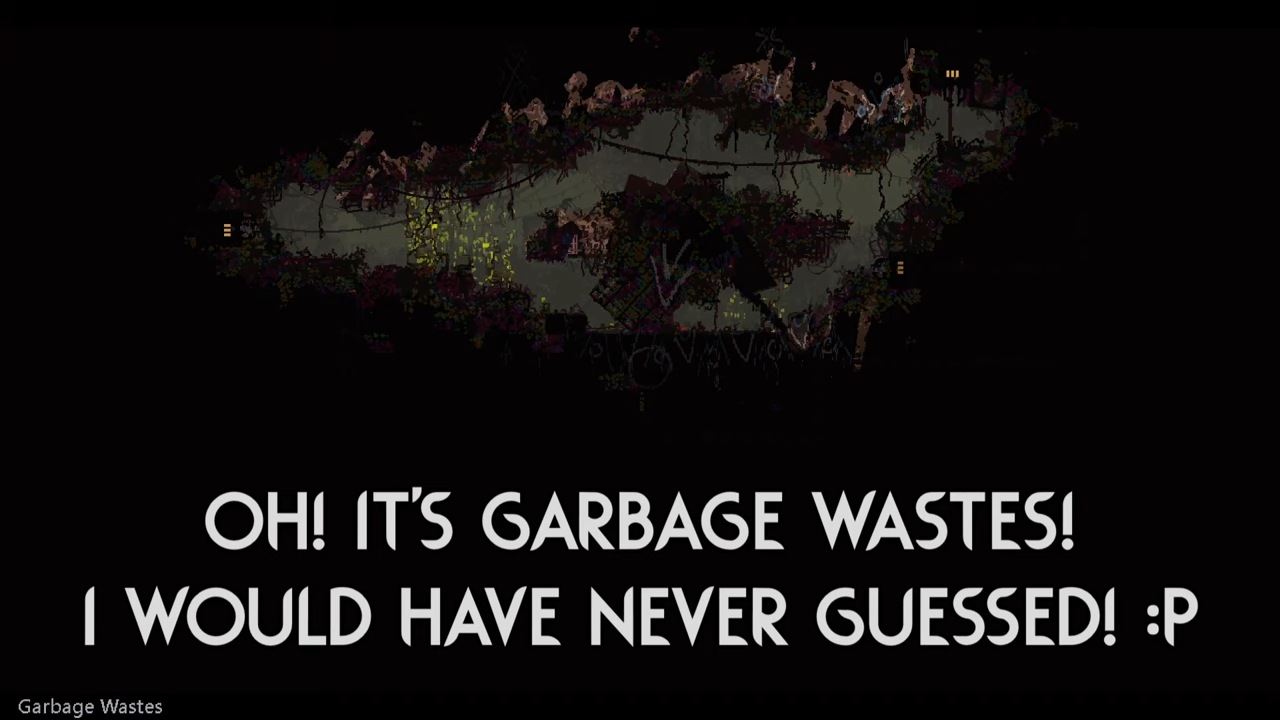 OH! IT'S GARBAGE WASTES!
I WOULD HAVE NEVER GUESSED! :P
Garbage Wastes